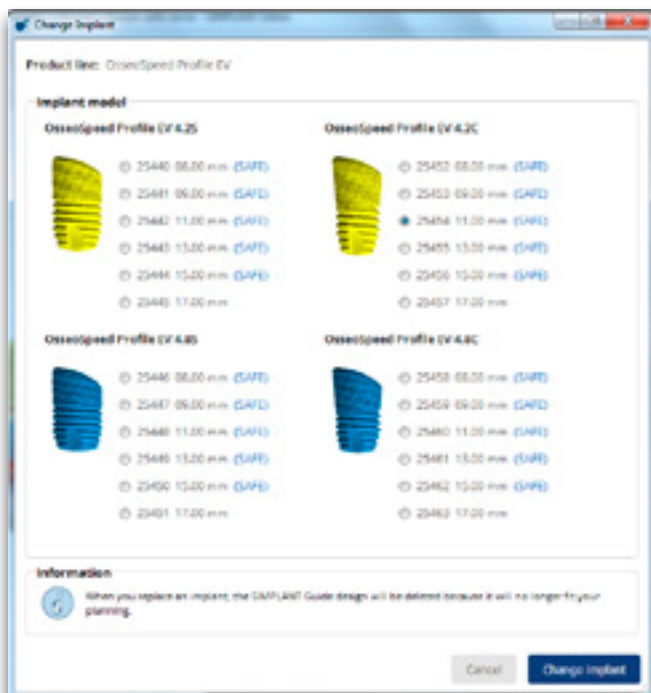 Change Implant
Product line: OsseoSpeed Profile EV
Implant model
OsseoSpeed Profile EV 4.2S
25440 08.00 mm (SAFE)
25441 09.00 mm (SAFE)
25442 11.00 mm (SAFE)
25443 13.00 mm (SAFE)
25444 15.00 mm (SAFE)
25445 17.00 mm
OsseoSpeed Profile EV 4.2C
25452 08.00 mm (SAFE)
25453 09.00 mm (SAFE)
25454 11.00 mm (SAFE)
25455 13.00 mm (SAFE)
25456 15.00 mm (SAFE)
25457 17.00 mm
OsseoSpeed Profile EV 4.8S
25446 08.00 mm (SAFE)
25447 09.00 mm (SAFE)
25448 11.00 mm (SAFE)
25449 13.00 mm (SAFE)
25450 15.00 mm (SAFE)
25451 17.00 mm
OsseoSpeed Profile EV 4.8C
25458 08.00 mm (SAFE)
25459 09.00 mm (SAFE)
25460 11.00 mm (SAFE)
25461 13.00 mm (SAFE)
25462 15.00 mm (SAFE)
25463 17.00 mm
Information
When you replace an implant, the SIMPLANT Guide design will be deleted because it will no longer fit your
planning.
Cancel
Change Implant